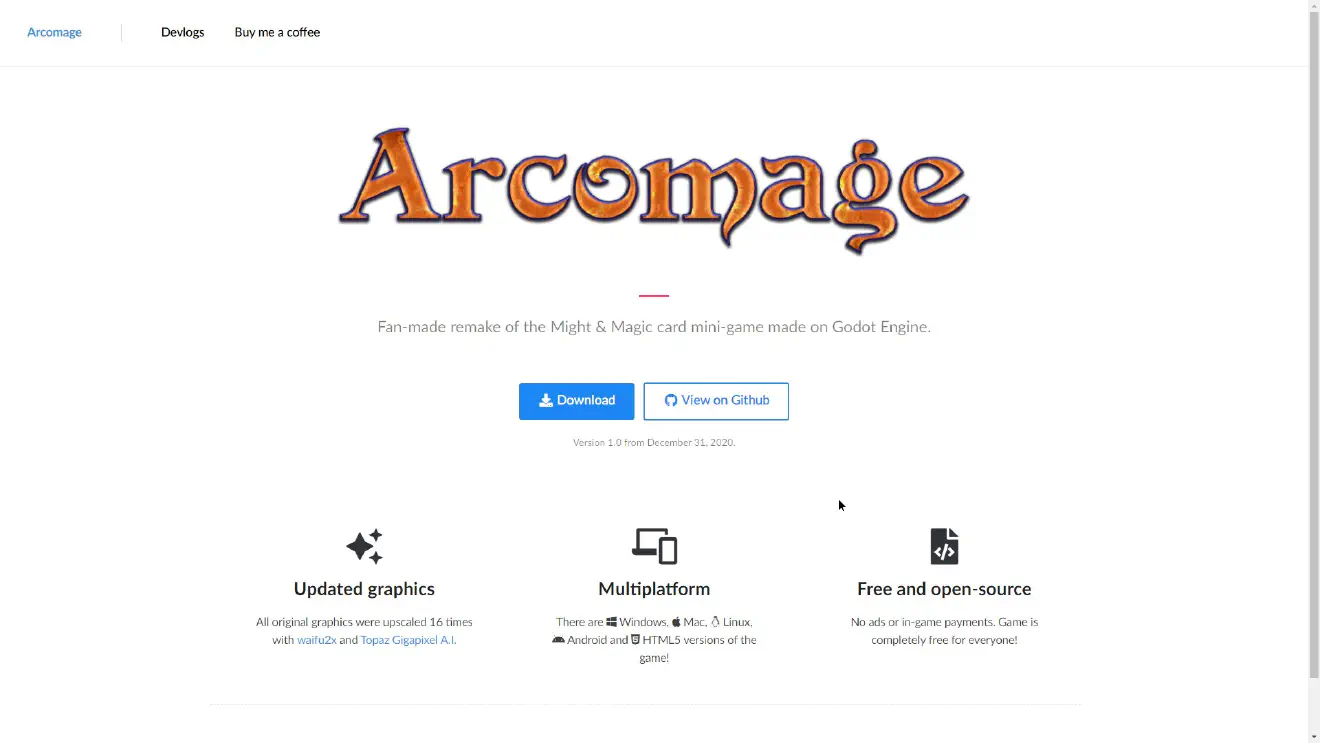 Arcomage
Devlogs
Buy me a coffee
Arcomage
Fan-made remake of the Might & Magic card mini-game made on Godot Engine.
Download
View on Github
Version 1.0 from December 31, 2020.
Updated graphics
All original graphics were upscaled 16 times
with waifu2x and Topaz Gigapixel A.I.
Multiplatform
There are Windows, Mac, Linux,
Android and HTML5 versions of the
game!
Free and open-source
No ads or in-game payments. Game is
completely free for everyone!